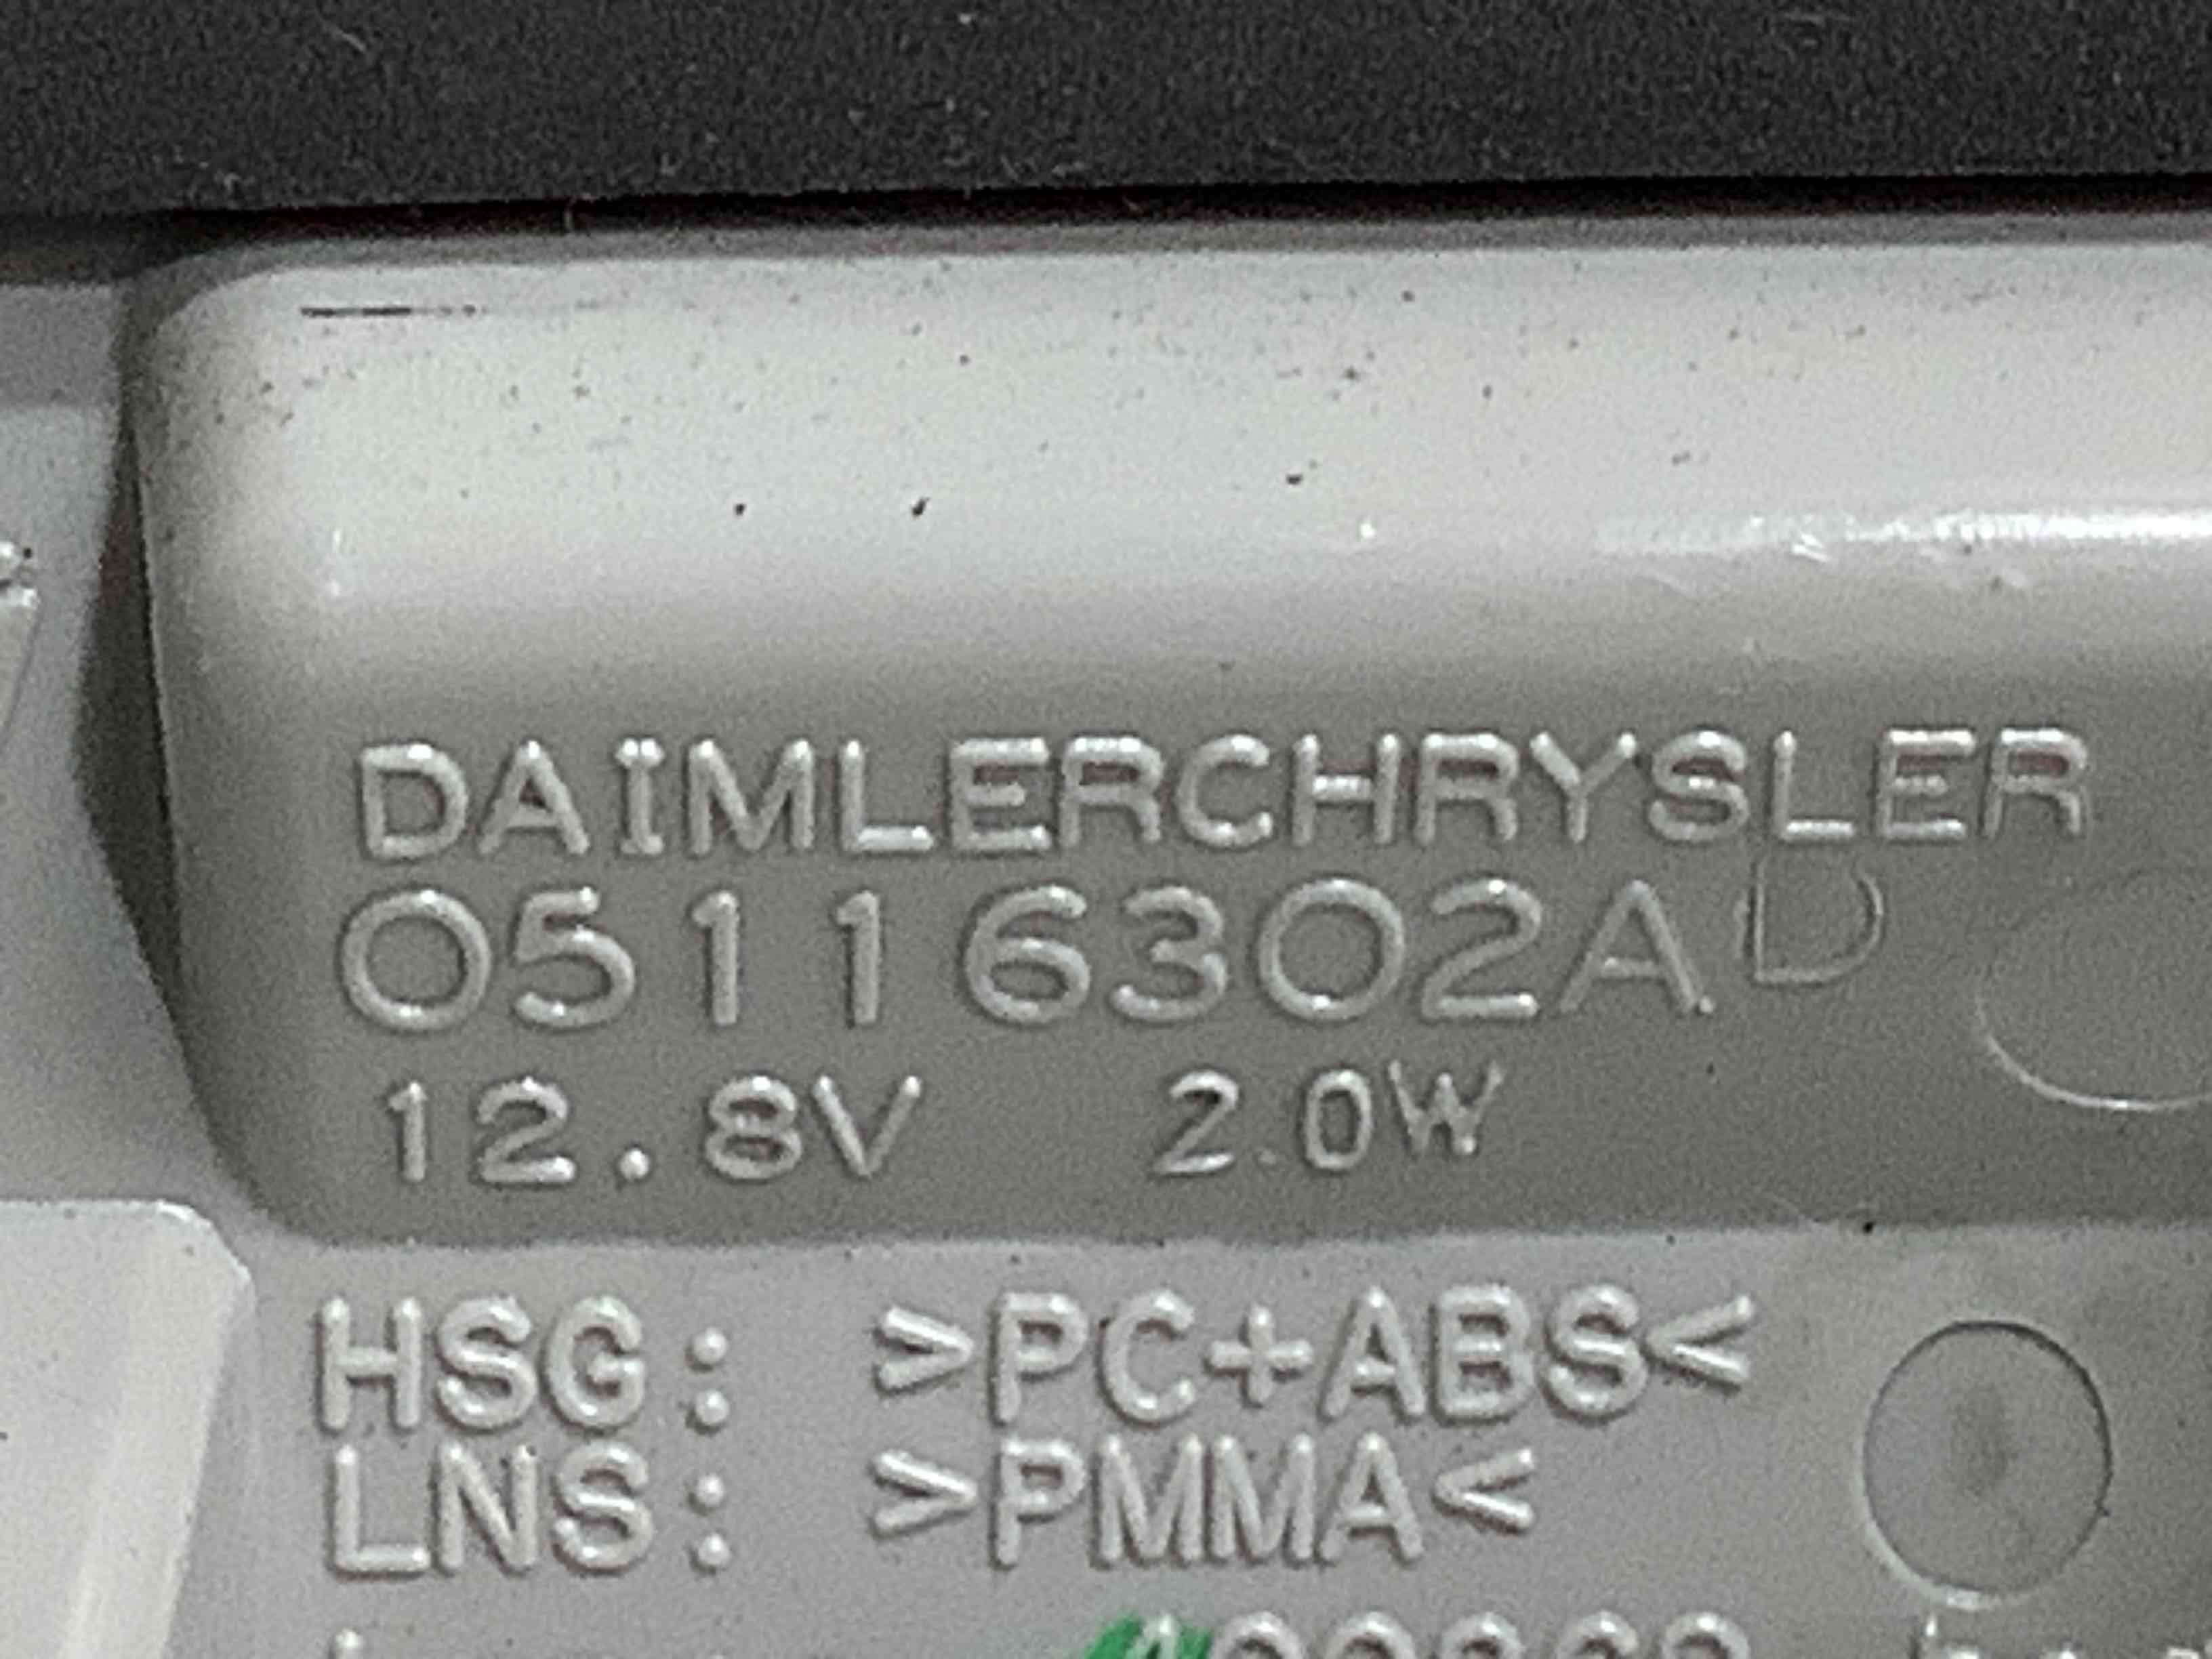 DAIMLERCHRYSLER
05116302AD
12.8V 2.0W
HSG: >PC+ABS<
LNS: >PMMA<